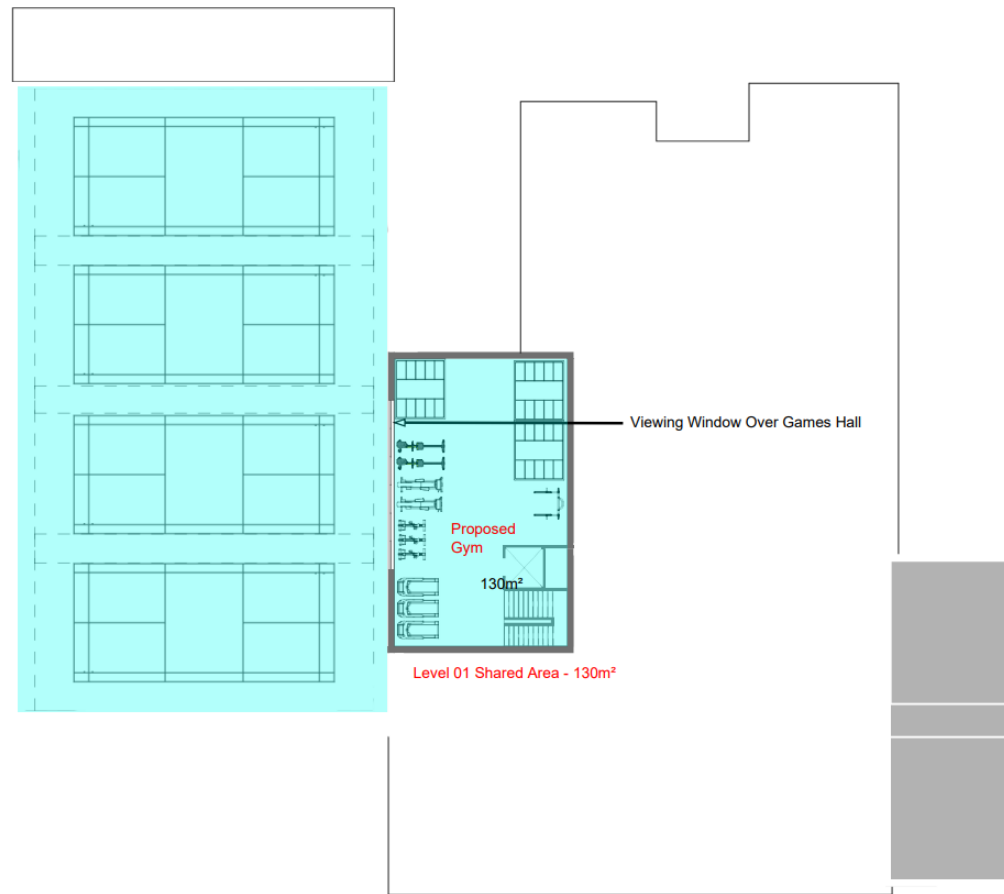 Viewing Window Over Games Hall
Proposed
Gym
130m²
Level 01 Shared Area - 130m²